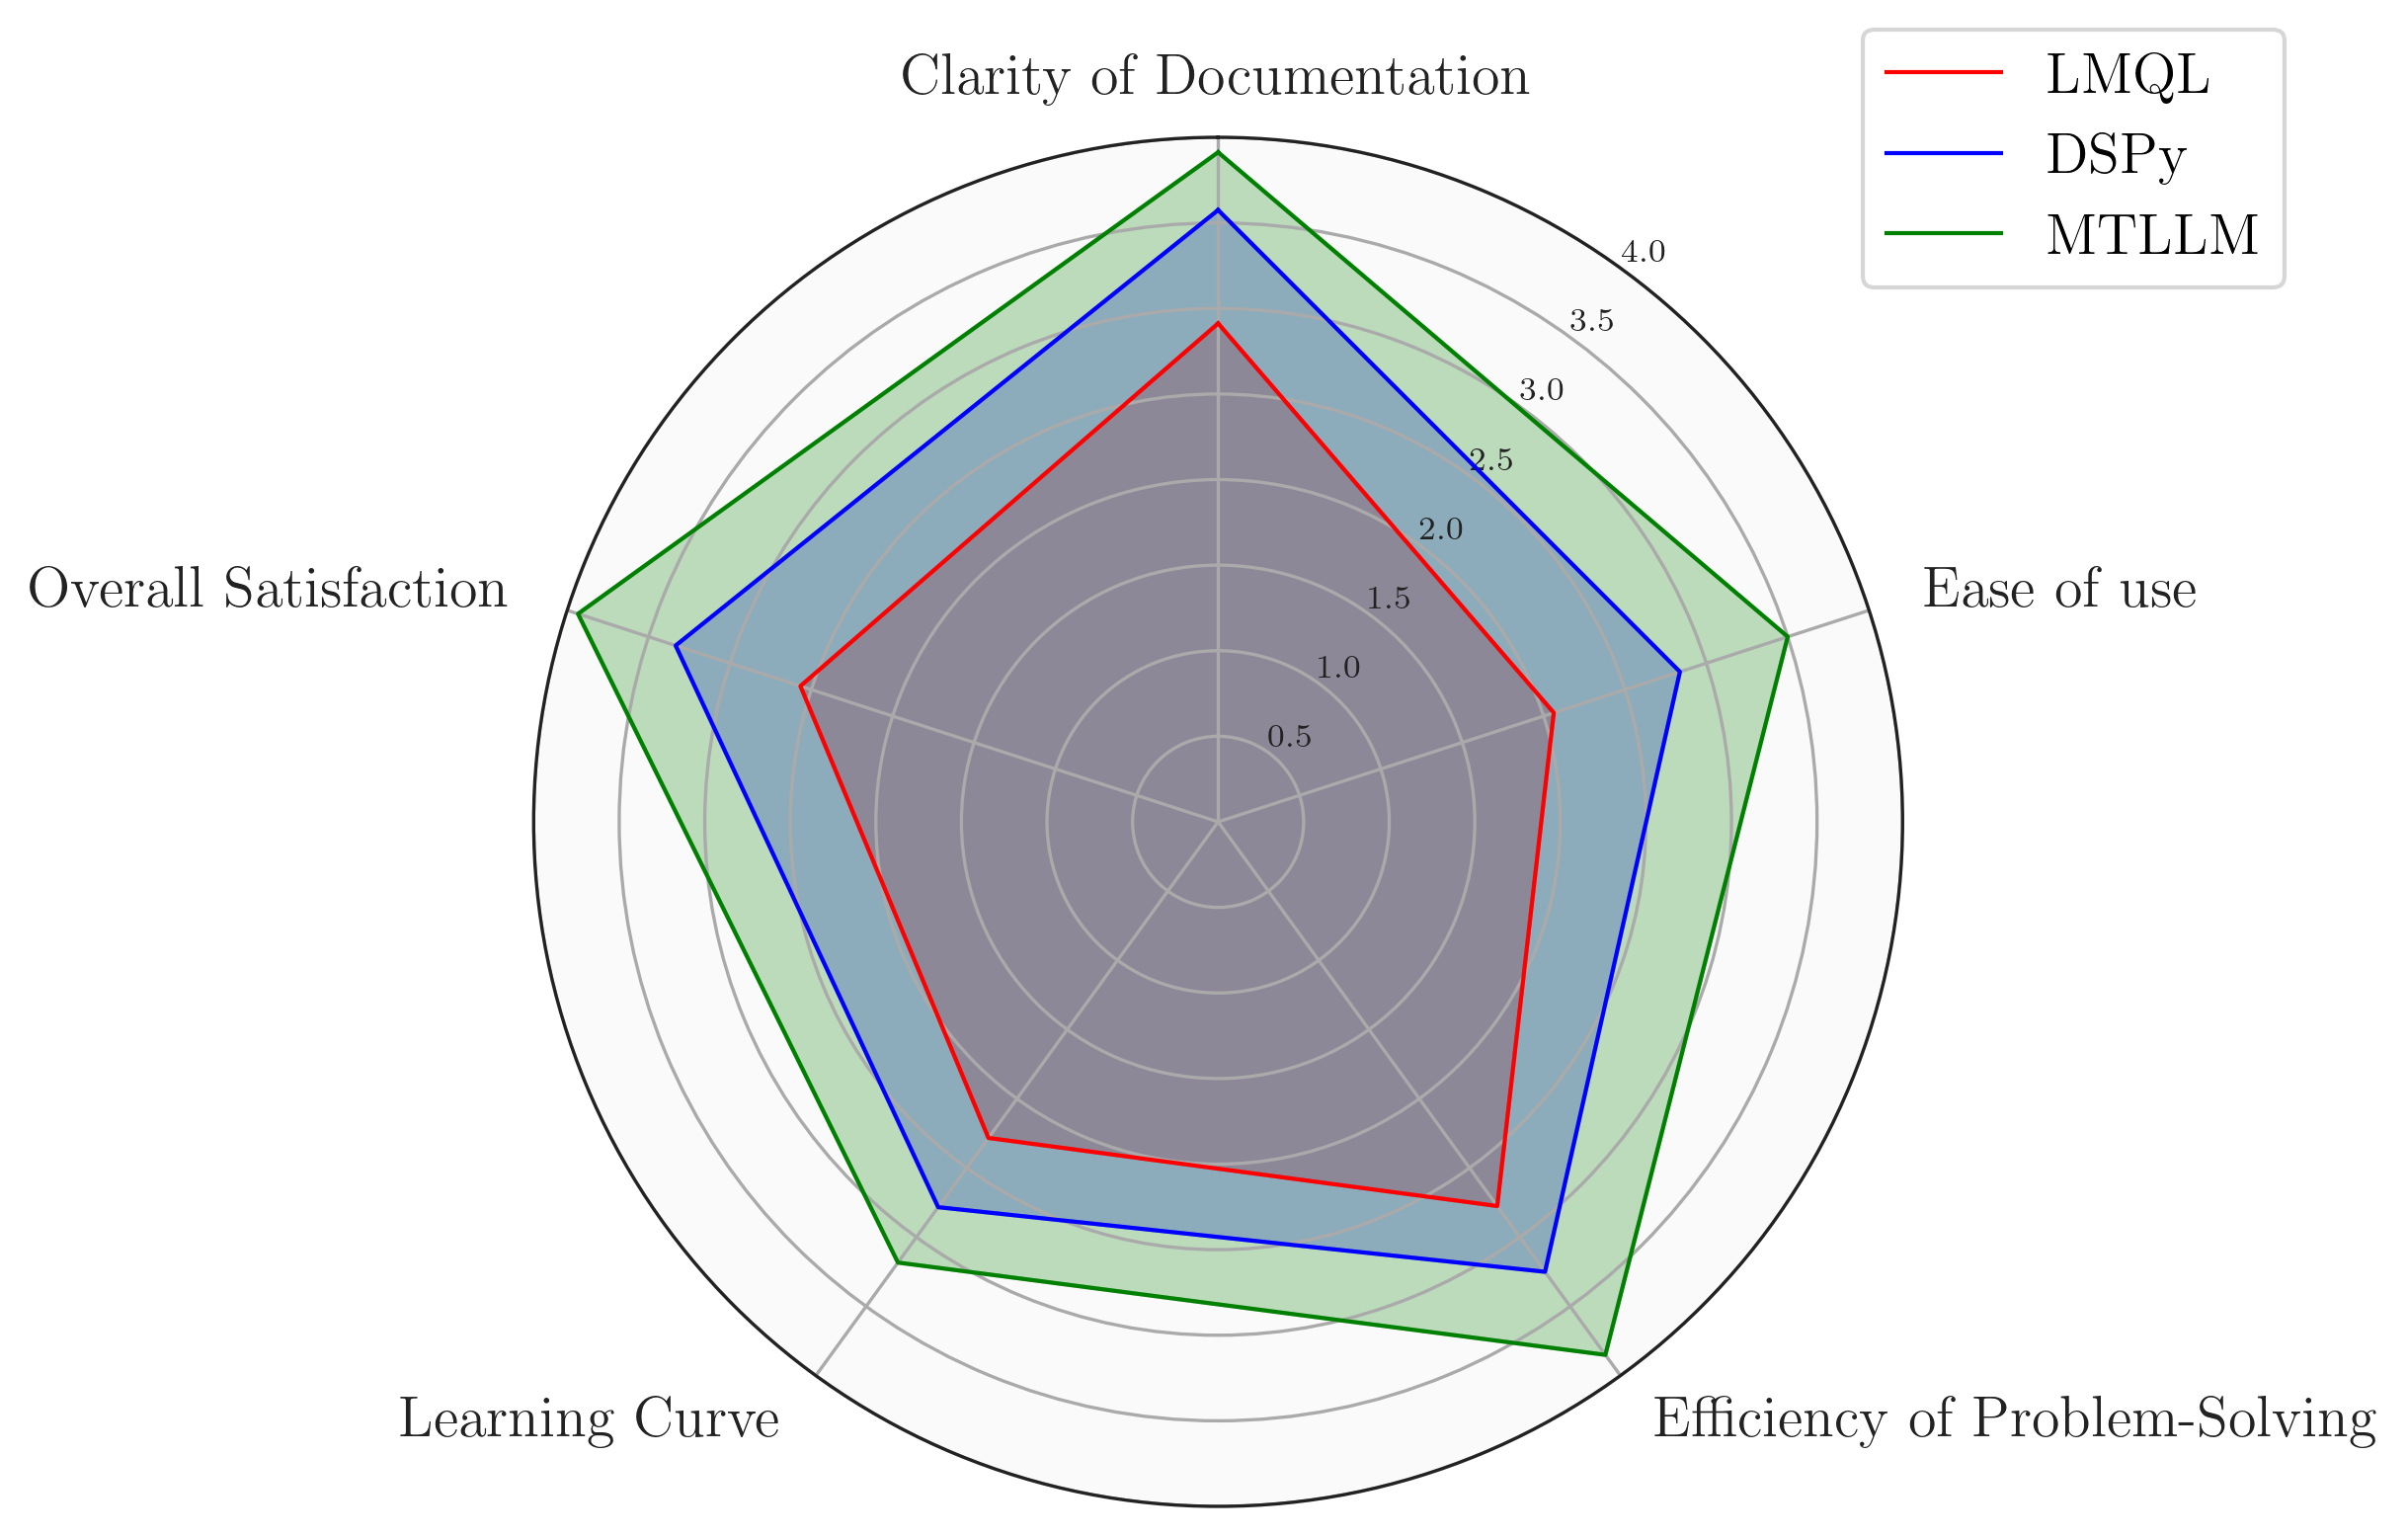 Clarity of Documentation
LMQL
DSPy
MTLLM
4.0
3.5
3.0
2.5
2.0
1.5
1.0
0.5
Overall Satisfaction
Ease of use
Learning Curve
Efficiency of Problem-Solving